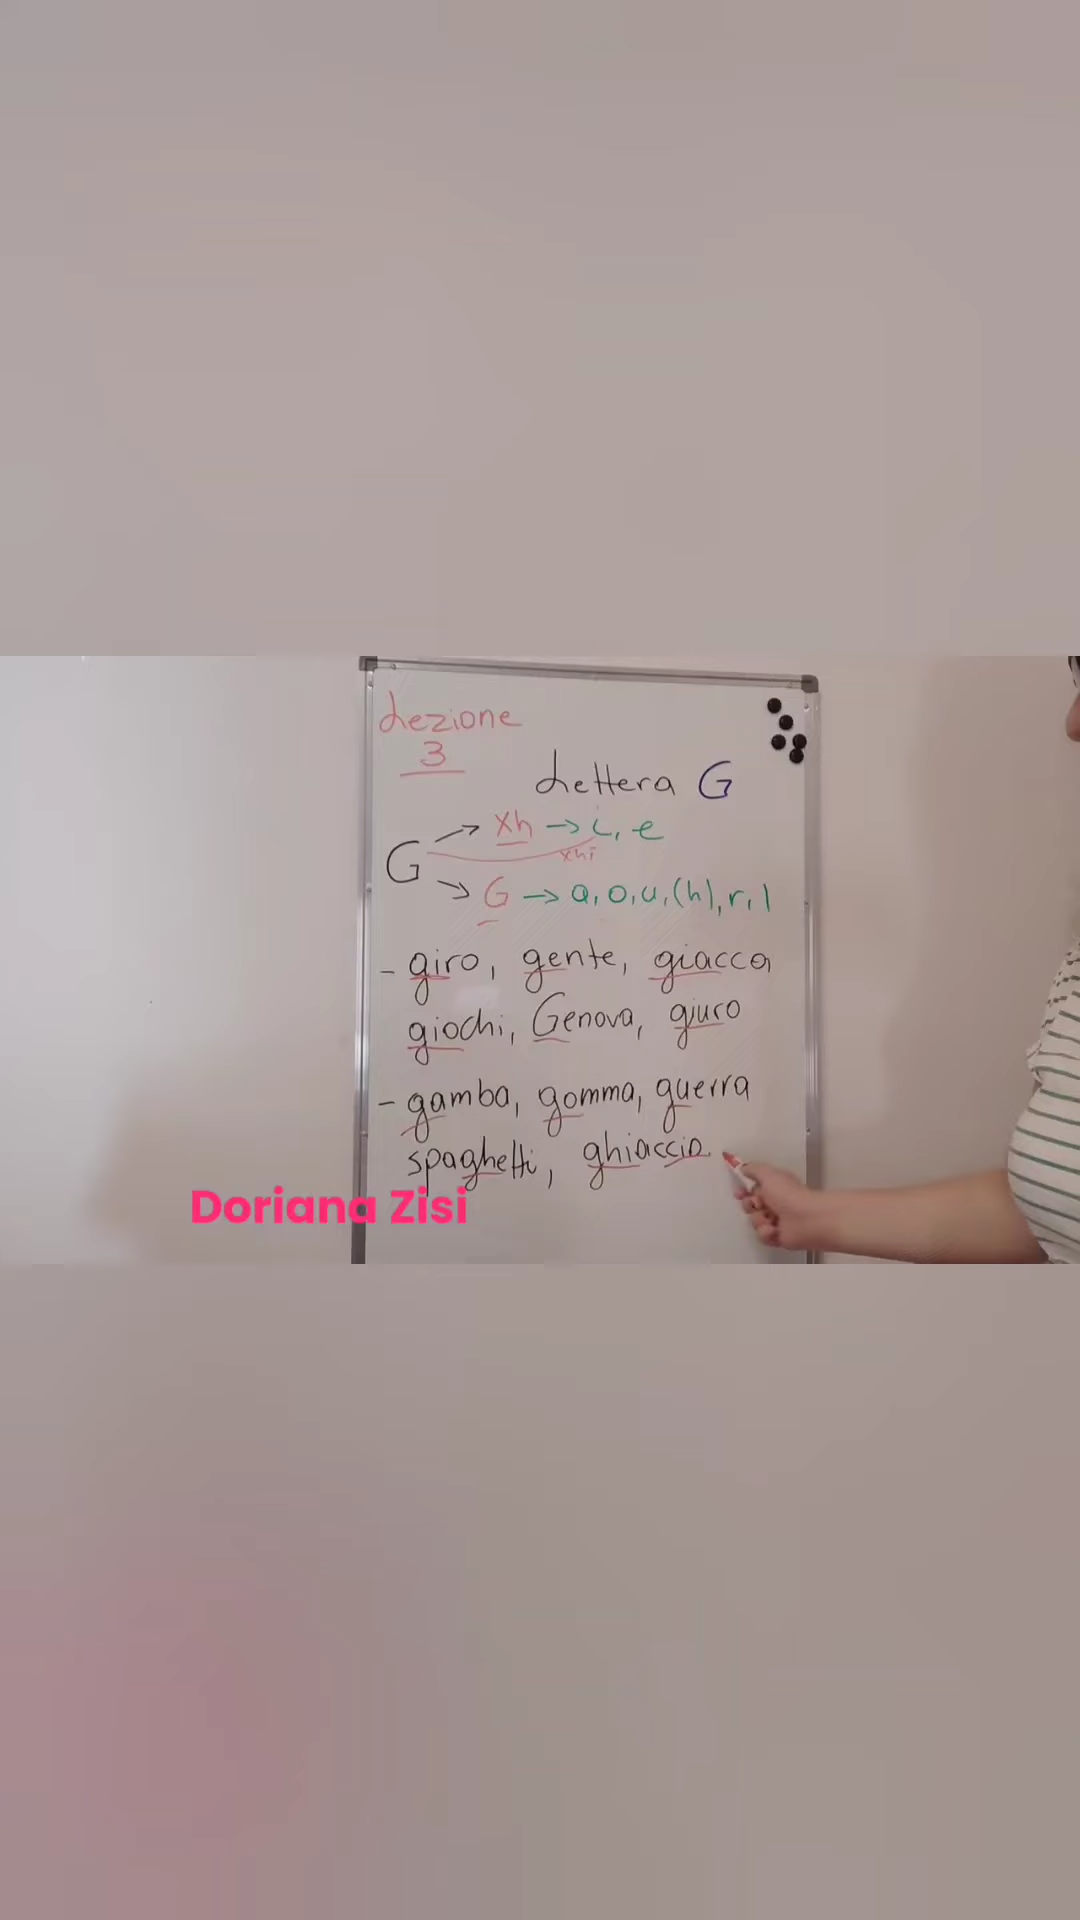 Lezione
3
Lettera G
xh → i, e
xhi
G
G → a, o, u, (h), r, l
- giro, gente, giacca
giochi, Genova, giuro
- gamba, gomma, guerra
spaghetti, ghiaccio
Doriana Zisi